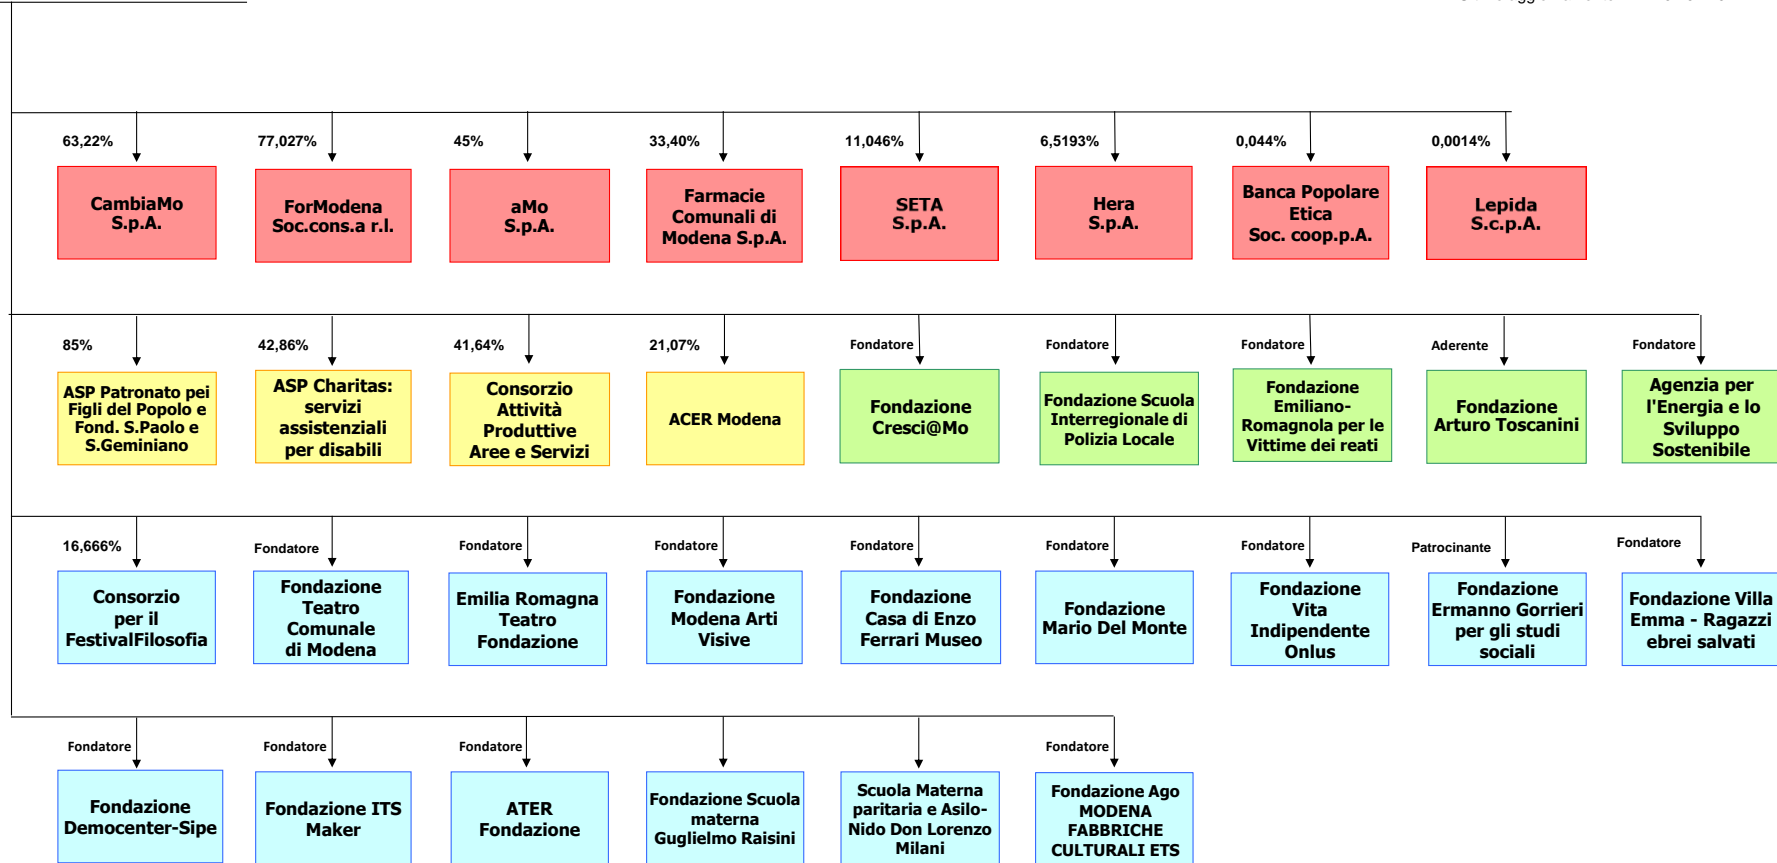 63,22%
77,027%
45%
33,40%
11,046%
6,5193%
0,044%
0,0014%
CambiaMo
S.p.A.
ForModena
Soc.cons.a r.l.
aMo
S.p.A.
Farmacie
Comunali di
Modena S.p.A.
SETA
S.p.A.
Hera
S.p.A.
Banca Popolare
Etica
Soc. coop.p.A.
Lepida
S.c.p.A.
85%
42,86%
41,64%
21,07%
Fondatore
Fondatore
Fondatore
Aderente
Fondatore
ASP Patronato pei
Figli del Popolo e
Fond. S.Paolo e
S.Geminiano
ASP Charitas:
servizi
assistenziali
per disabili
Consorzio
Attività
Produttive
Aree e Servizi
ACER Modena
Fondazione
Cresci@Mo
Fondazione Scuola
Interregionale di
Polizia Locale
Fondazione
Emiliano-
Romagnola per le
Vittime dei reati
Fondazione
Arturo Toscanini
Agenzia per
l'Energia e lo
Sviluppo
Sostenibile
16,666%
Fondatore
Fondatore
Fondatore
Fondatore
Fondatore
Fondatore
Patrocinante
Fondatore
Consorzio
per il
FestivalFilosofia
Fondazione
Teatro
Comunale
di Modena
Emilia Romagna
Teatro
Fondazione
Fondazione
Modena Arti
Visive
Fondazione
Casa di Enzo
Ferrari Museo
Fondazione
Mario Del Monte
Fondazione
Vita
Indipendente
Onlus
Fondazione
Ermanno Gorrieri
per gli studi
sociali
Fondazione Villa
Emma - Ragazzi
ebrei salvati
Fondatore
Fondatore
Fondatore
Fondatore
Fondazione
Democenter-Sipe
Fondazione ITS
Maker
ATER
Fondazione
Fondazione Scuola
materna
Guglielmo Raisini
Scuola Materna
paritaria e Asilo-
Nido Don Lorenzo
Milani
Fondazione Ago
MODENA
FABBRICHE
CULTURALI ETS